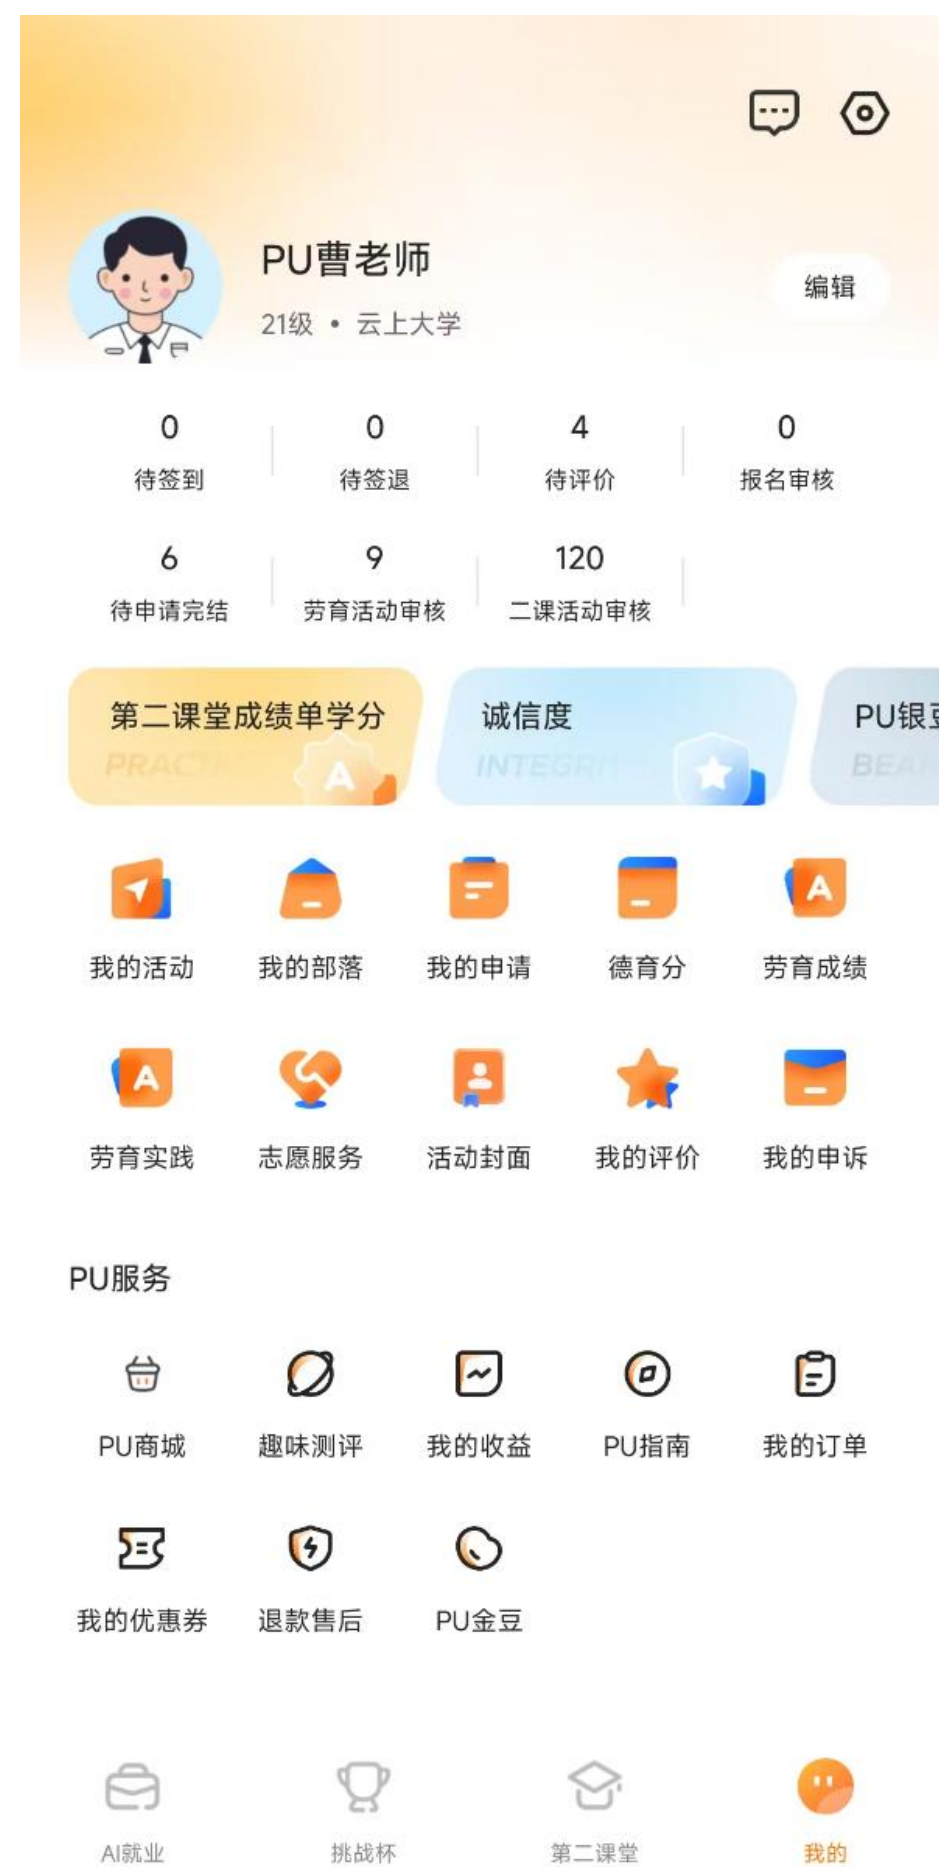 PU曹老师
编辑
21级 • 云上大学
0 0 4 0
待签到 待签退 待评价 报名审核
6 9 120
待申请完结 劳育活动审核 二课活动审核
第二课堂成绩单学分 诚信度 PU银
A
我的活动 我的部落 我的申请 德育分 劳育成绩
劳育实践 志愿服务 活动封面 我的评价 我的申诉
PU服务
PU商城 趣味测评 我的收益 PU指南 我的订单
我的优惠券 退款售后 PU金豆
AI就业 挑战杯 第二课堂 我的